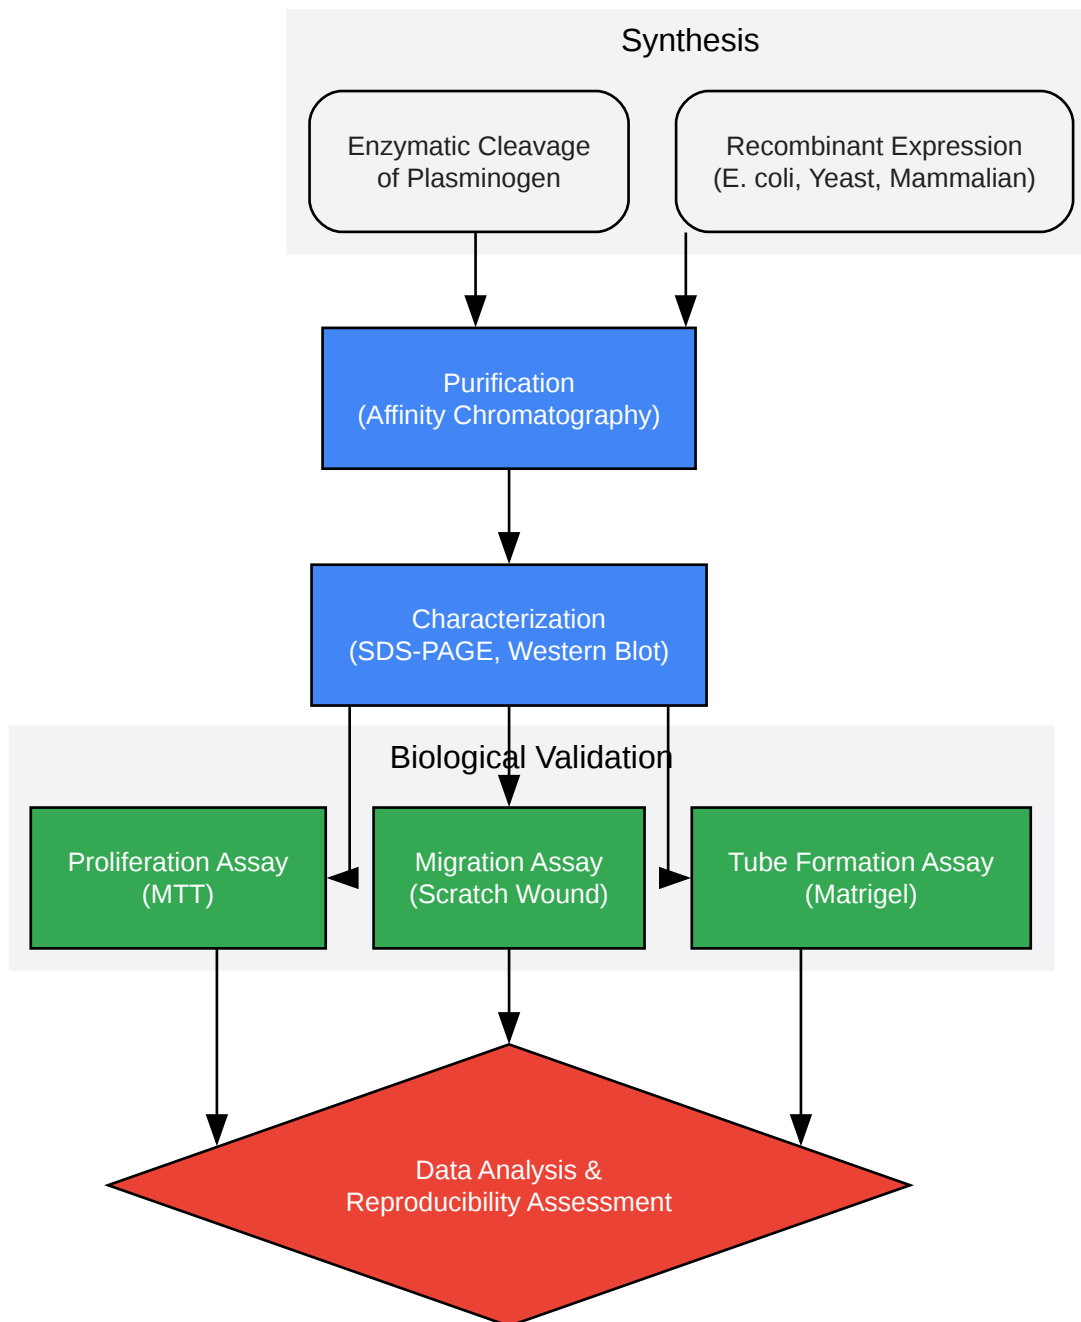 Synthesis
Enzymatic Cleavage
of Plasminogen
Recombinant Expression
(E. coli, Yeast, Mammalian)
Purification
(Affinity Chromatography)
Characterization
(SDS-PAGE, Western Blot)
Biological Validation
Proliferation Assay
(MTT)
Migration Assay
(Scratch Wound)
Tube Formation Assay
(Matrigel)
Data Analysis &
Reproducibility Assessment